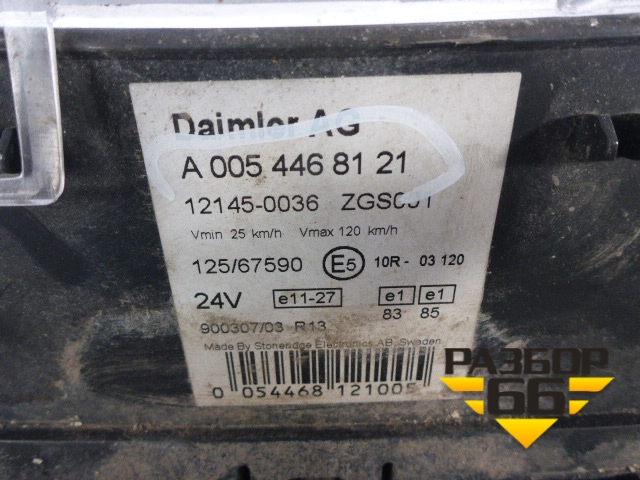 Daimler AG
A 005 446 81 21
12145-0036 ZGS001
Vmin 25 km/h Vmax 120 km/h
125/67590 E5 10R - 03 120
24V e11-27 e1 e1
83 85
900307/03 R13
Made By Stoneridge Electronics AB, Sweden
0 054468 121005
РАЗБОР
66